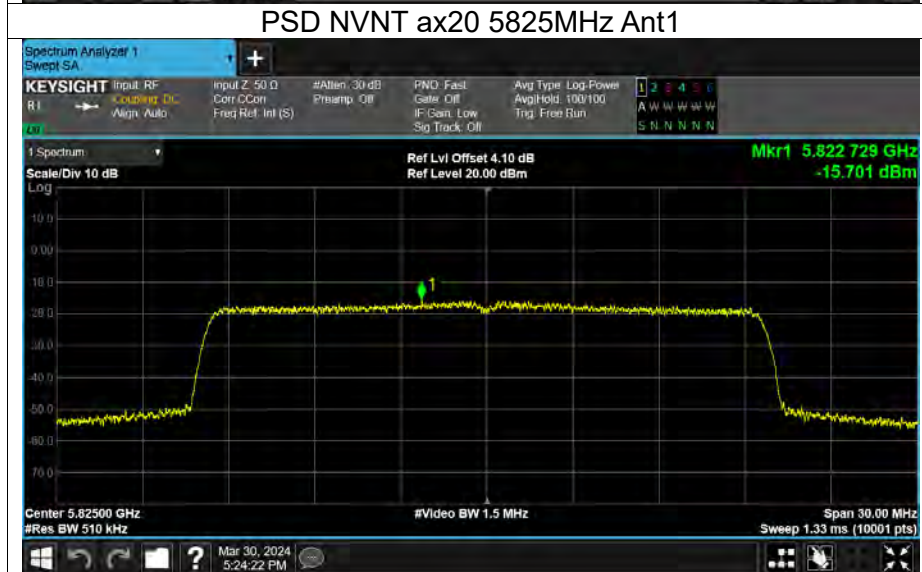 PSD NVNT ax20 5825MHz Ant1
Spectrum Analyzer 1
Swept SA
+
KEYSIGHT Input: RF Input Z: 50 Ω #Atten: 30 dB PNO: Fast Avg Type: Log-Power 1 2 3 4 5 6
Coupling: DC Corr CCorr Preamp: Off Gate: Off Avg|Hold: 100/100 A W W W W W
Align: Auto Freq Ref: Int (S) IF Gain: Low Trig: Free Run
Sig Track: Off S N N N N N
1 Spectrum Ref Lvl Offset 4.10 dB Mkr1 5.822 729 GHz
Scale/Div 10 dB Ref Level 20.00 dBm -15.701 dBm
Log
10.0
0.00
-10.0
1
-20.0
-30.0
-40.0
-50.0
-60.0
-70.0
Center 5.82500 GHz #Video BW 1.5 MHz Span 30.00 MHz
#Res BW 510 kHz Sweep 1.33 ms (10001 pts)
? Mar 30, 2024
5:24:22 PM